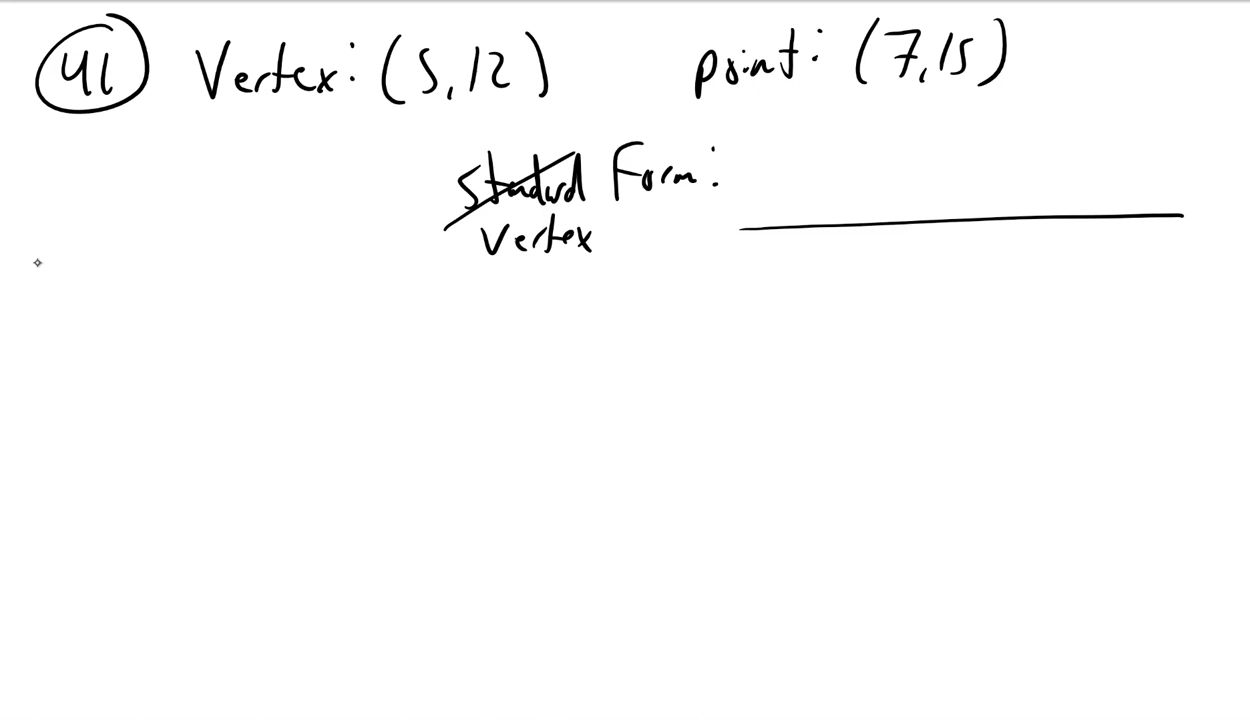 41 Vertex: (5,12) point: (7,15)
Standard Form:
Vertex